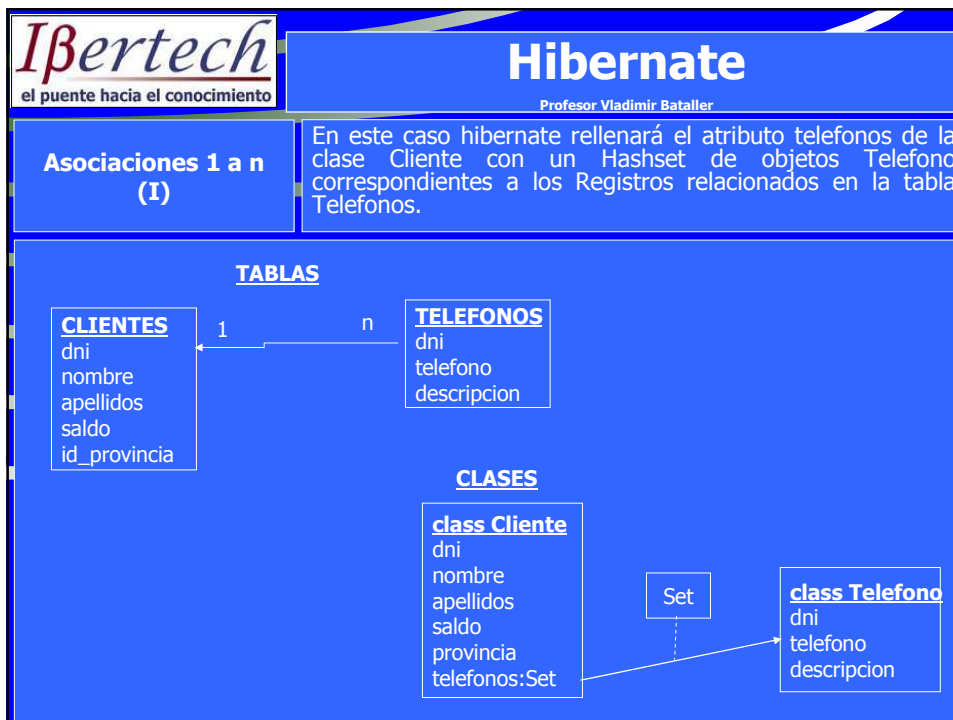 Iβertech
el puente hacia el conocimiento
Hibernate
Profesor Vladimir Bataller
Asociaciones 1 a n
(I)
En este caso hibernate rellenará el atributo telefonos de la
clase Cliente con un Hashset de objetos Telefono
correspondientes a los Registros relacionados en la tabla
Telefonos.
TABLAS
CLIENTES
dni
nombre
apellidos
saldo
id_provincia
1
n
TELEFONOS
dni
telefono
descripcion
CLASES
class Cliente
dni
nombre
apellidos
saldo
provincia
telefonos:Set
Set
class Telefono
dni
telefono
descripcion